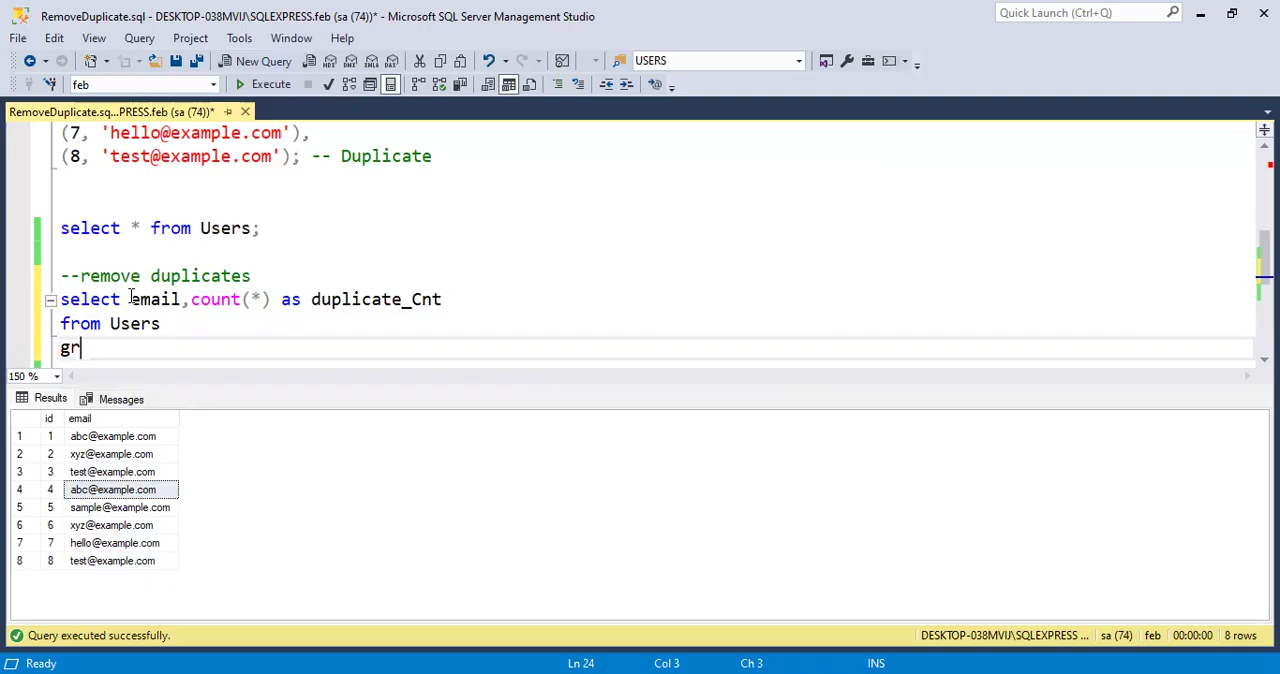 RemoveDuplicate.sql - DESKTOP-038MVIJ\SQLEXPRESS.feb (sa (74))* - Microsoft SQL Server Management Studio
Quick Launch (Ctrl+Q)
File Edit View Query Project Tools Window Help
New Query
USERS
feb
Execute
RemoveDuplicate.sq...PRESS.feb (sa (74))*
(7, 'hello@example.com'),
(8, 'test@example.com'); -- Duplicate
select * from Users;
--remove duplicates
select email,count(*) as duplicate_Cnt
from Users
gr
150 %
Results Messages
id email
1 1 abc@example.com
2 2 xyz@example.com
3 3 test@example.com
4 4 abc@example.com
5 5 sample@example.com
6 6 xyz@example.com
7 7 hello@example.com
8 8 test@example.com
Query executed successfully. DESKTOP-038MVIJ\SQLEXPRESS ... sa (74) feb 00:00:00 8 rows
Ready Ln 24 Col 3 Ch 3 INS